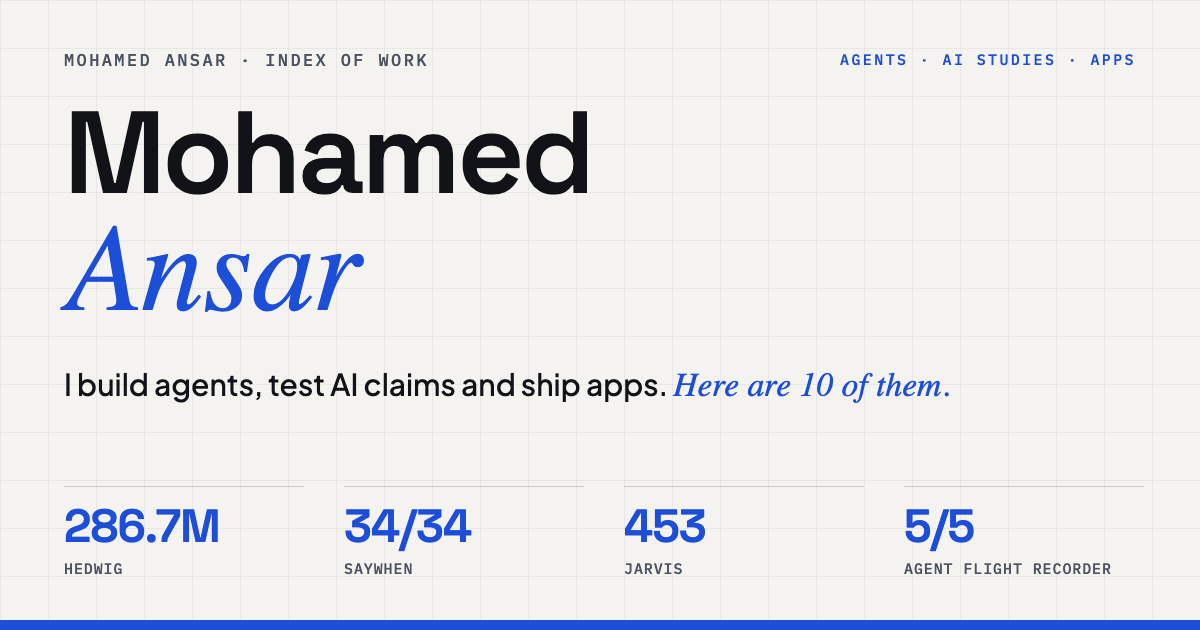 MOHAMED ANSAR · INDEX OF WORK
AGENTS · AI STUDIES · APPS
Mohamed
Ansar
I build agents, test AI claims and ship apps. Here are 10 of them.
286.7M
HEDWIG
34/34
SAYWHEN
453
JARVIS
5/5
AGENT FLIGHT RECORDER